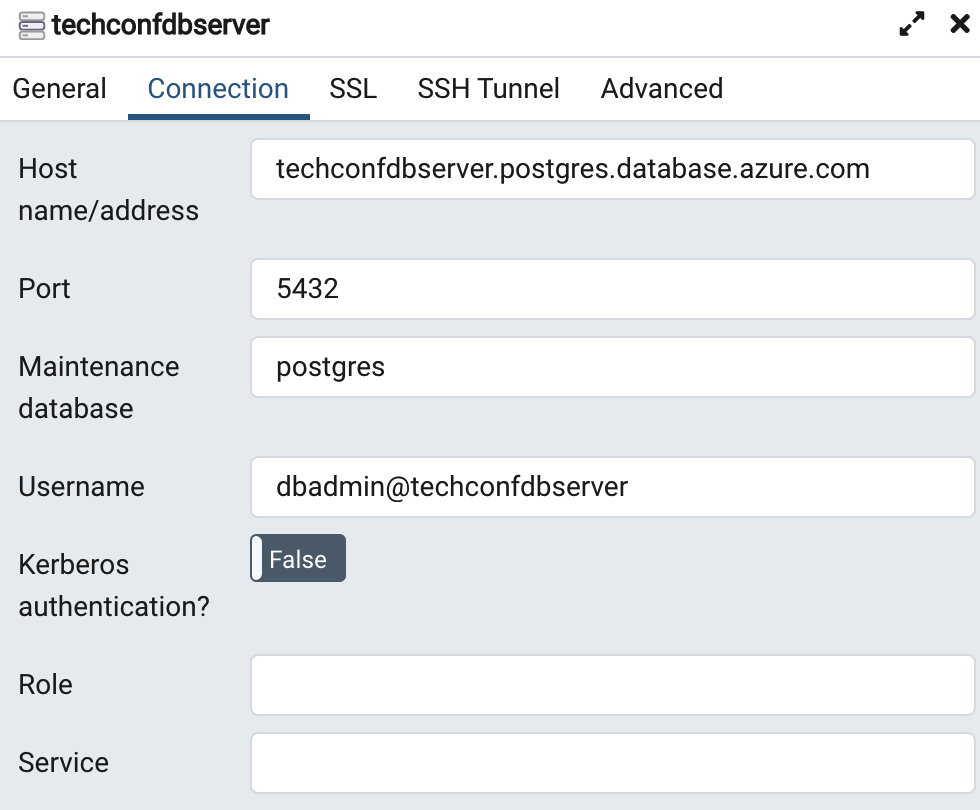 techconfdbserver
General Connection SSL SSH Tunnel Advanced
Host
name/address
techconfdbserver.postgres.database.azure.com
Port
5432
Maintenance
database
postgres
Username
dbadmin@techconfdbserver
Kerberos
authentication?
False
Role
Service